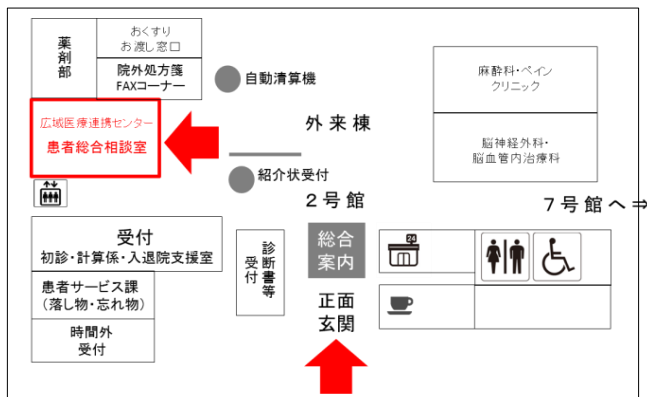 薬剤部
おくすり
お渡し窓口
院外処方箋
FAXコーナー
自動清算機
麻酔科・ペイン
クリニック
広域医療連携センター
患者総合相談室
外来棟
脳神経外科・
脳血管内治療科
紹介状受付
2号館
7号館へ⇒
受付
初診・計算係・入退院支援室
診断書等
受付
総合
案内
24
患者サービス課
(落し物・忘れ物)
正面
玄関
時間外
受付